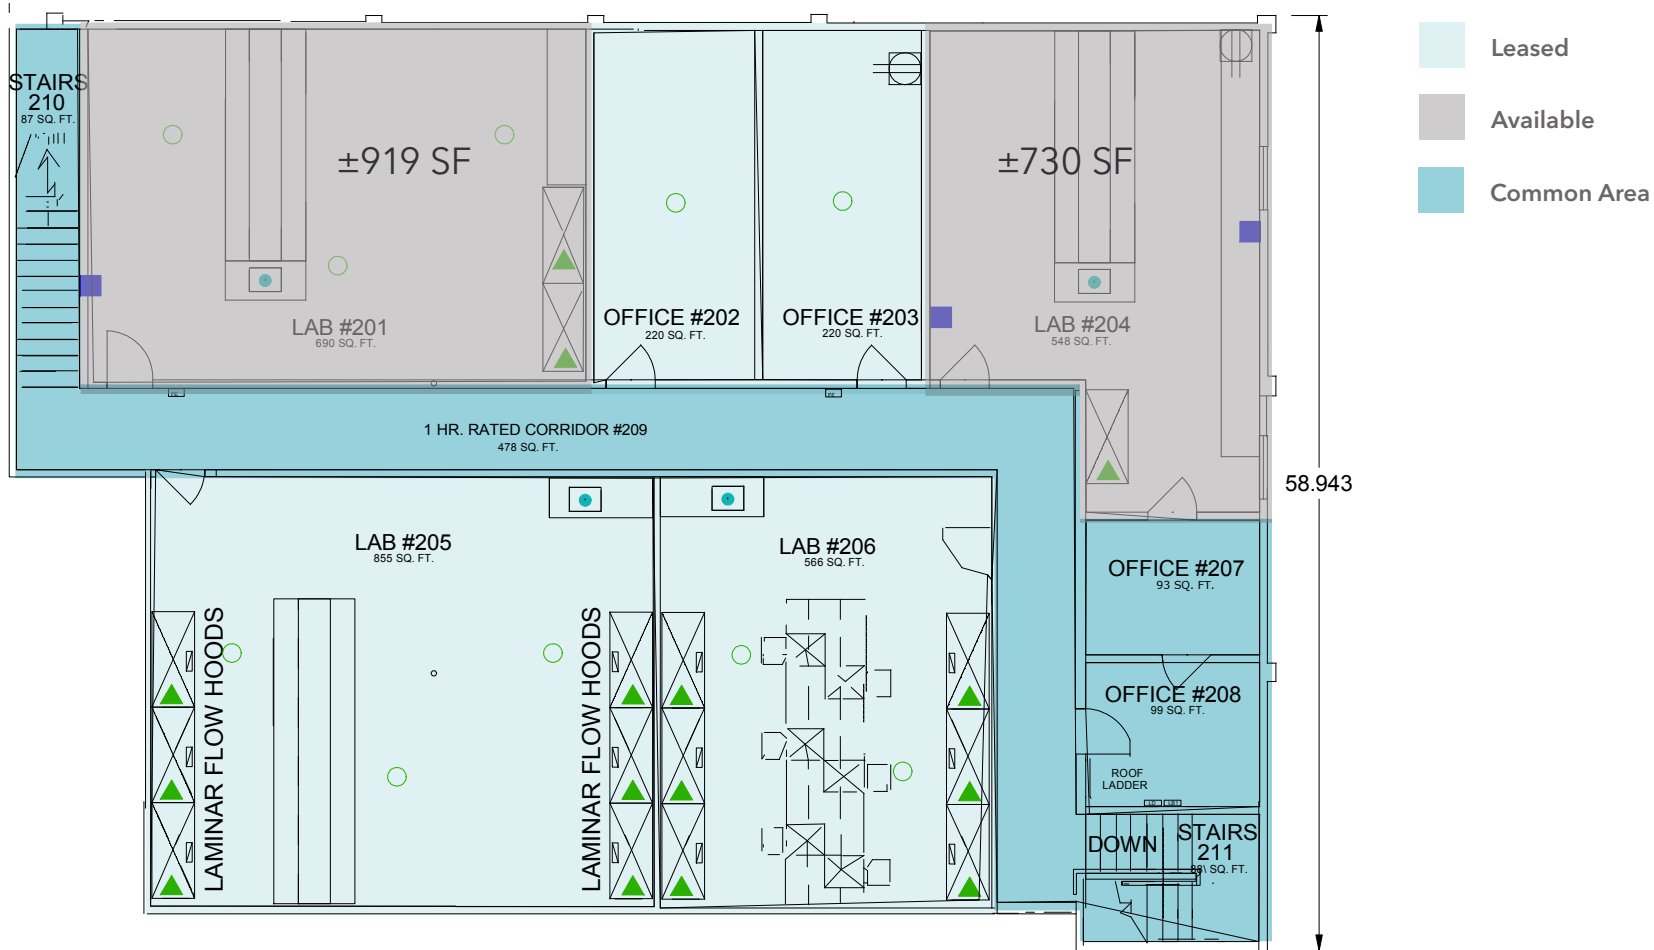 Leased
Available
Common Area
STAIRS
210
87 SQ. FT.
±919 SF
LAB #201
690 SQ. FT.
OFFICE #202
220 SQ. FT.
OFFICE #203
220 SQ. FT.
±730 SF
LAB #204
548 SQ. FT.
1 HR. RATED CORRIDOR #209
478 SQ. FT.
58.943
LAB #205
855 SQ. FT.
LAMINAR FLOW HOODS
LAMINAR FLOW HOODS
LAB #206
566 SQ. FT.
OFFICE #207
93 SQ. FT.
OFFICE #208
99 SQ. FT.
ROOF
LADDER
DOWN
STAIRS
211
SQ. FT.